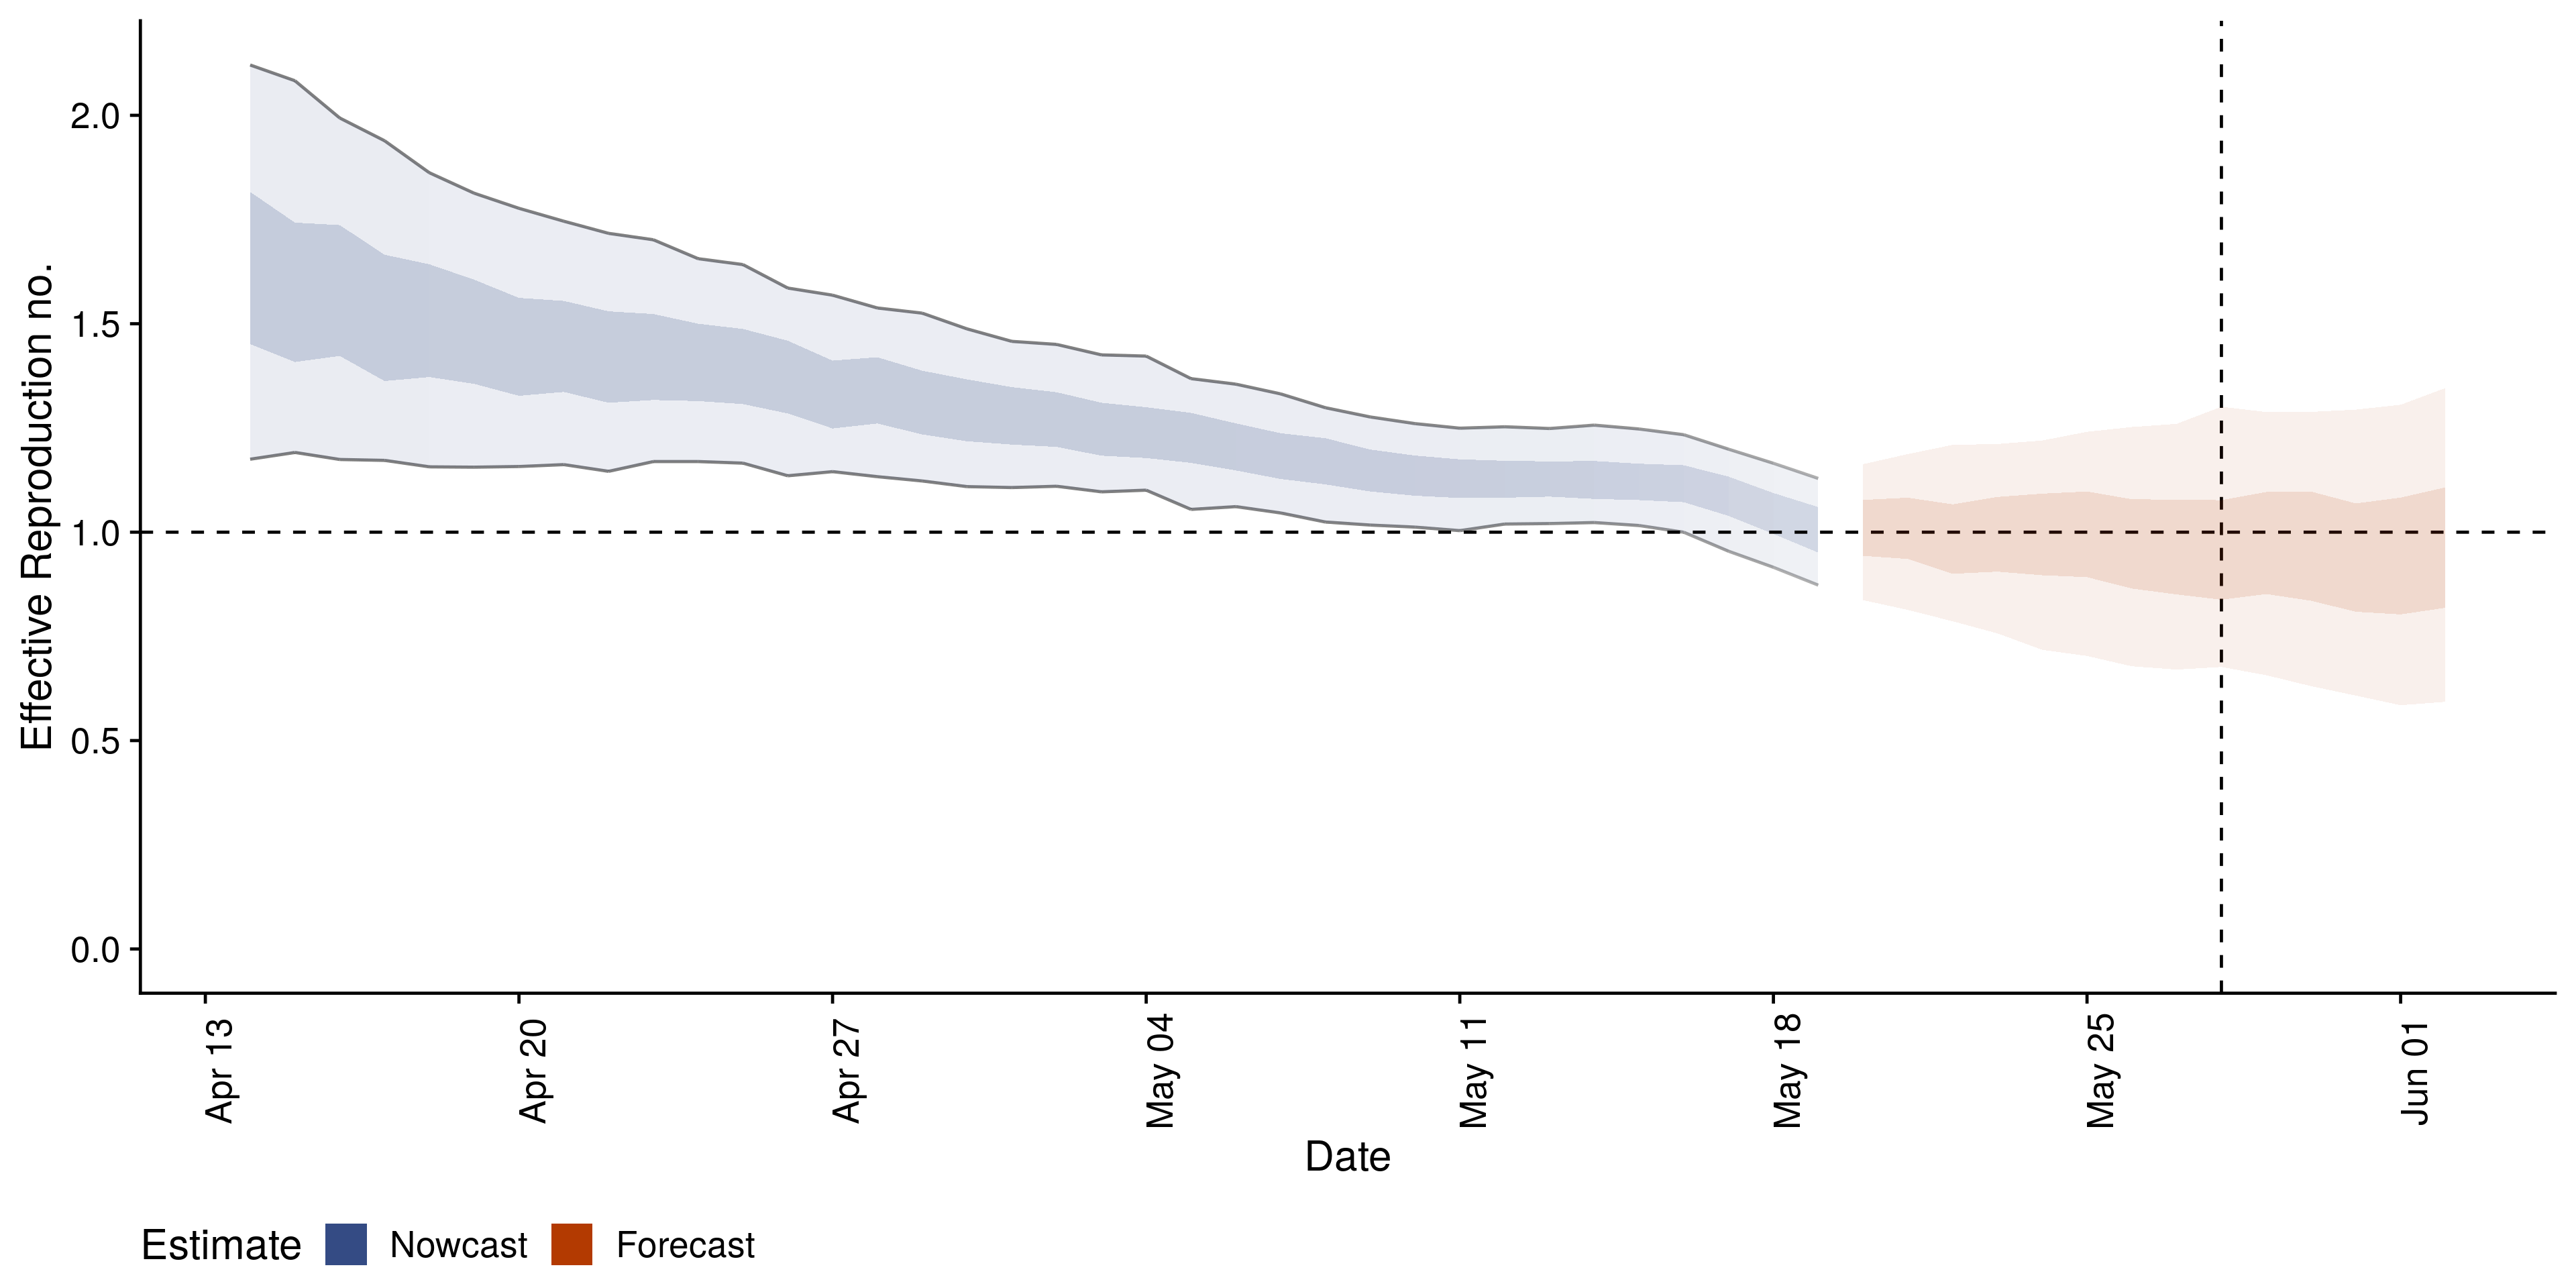 Effective Reproduction no.
2.0
1.5
1.0
0.5
0.0
Apr 13
Apr 20
Apr 27
May 04
May 11
May 18
May 25
Jun 01
Date
Estimate Nowcast Forecast